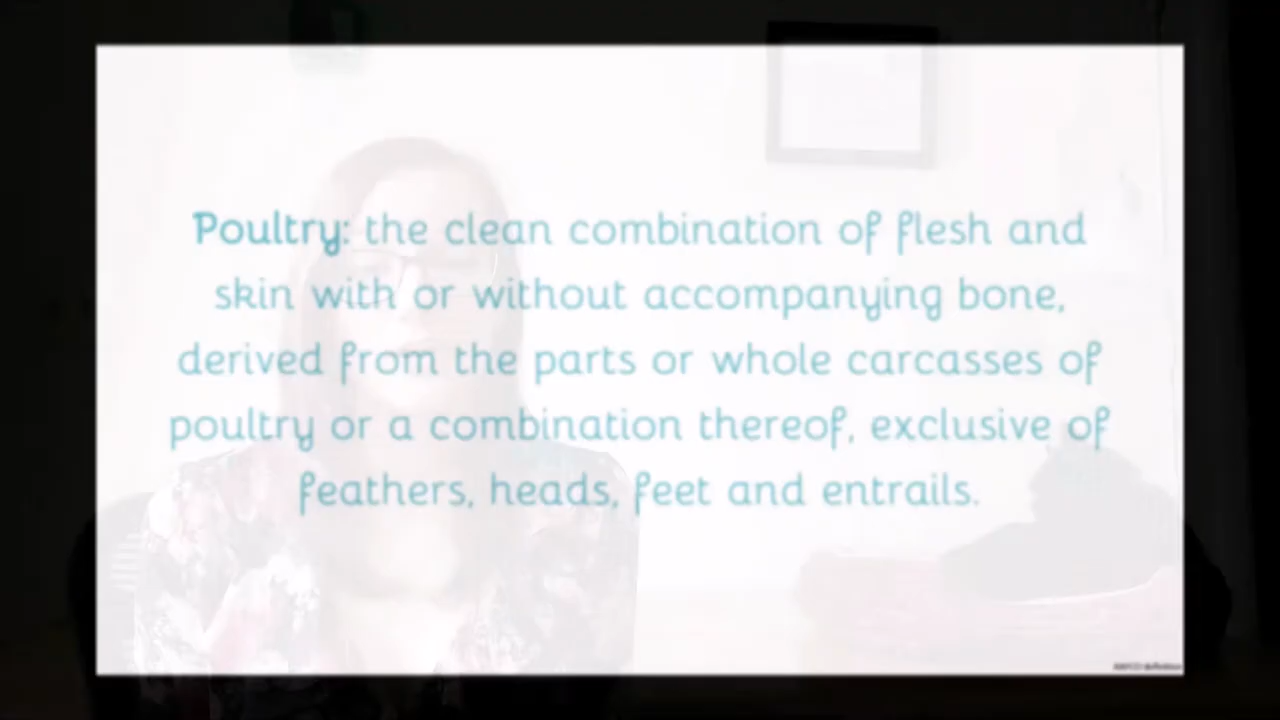 Poultry: the clean combination of flesh and
skin with or without accompanying bone,
derived from the parts or whole carcasses of
poultry or a combination thereof, exclusive of
feathers, heads, feet and entrails.